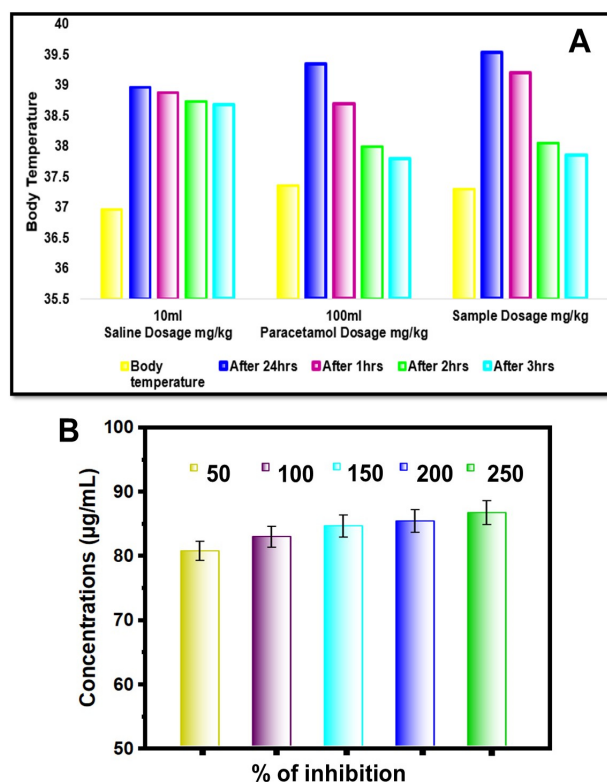 A
40
39.5
39
38.5
38
37.5
37
36.5
36
35.5
Body Temperature
10ml 100ml Sample Dosage mg/kg
Saline Dosage mg/kg Paracetamol Dosage mg/kg
Body temperature
After 24hrs
After 1hrs
After 2hrs
After 3hrs
B
100
90
80
70
60
50
Concentrations (µg/mL)
50 100 150 200 250
% of inhibition